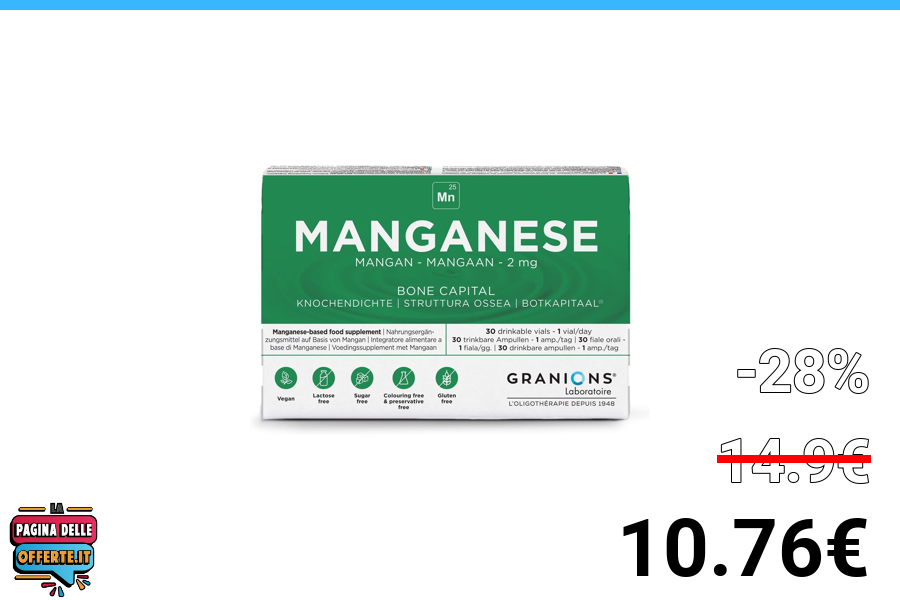 25
Mn
MANGANESE
MANGAN - MANGAAN - 2 mg
BONE CAPITAL
KNOCHENDICHTE | STRUTTURA OSSEA | BOTKAPITAAL®
Manganese-based food supplement | Nahrungsergän-
zungsmittel auf Basis von Mangan | Integratore alimentare a
base di Manganese | Voedingssupplement met Mangaan
30 drinkable vials - 1 vial/day
30 trinkbare Ampullen - 1 amp./tag | 30 fiale orali -
1 fiala/gg. | 30 drinkbare ampullen - 1 amp./tag
Vegan
Lactose
free
Sugar
free
Colouring free
& preservative
free
Gluten
free
GRANIONS®
Laboratoire
L'OLIGOTHÉRAPIE DEPUIS 1948
-28%
14.9€
10.76€
LA
PAGINA DELLE
OFFERTE.IT